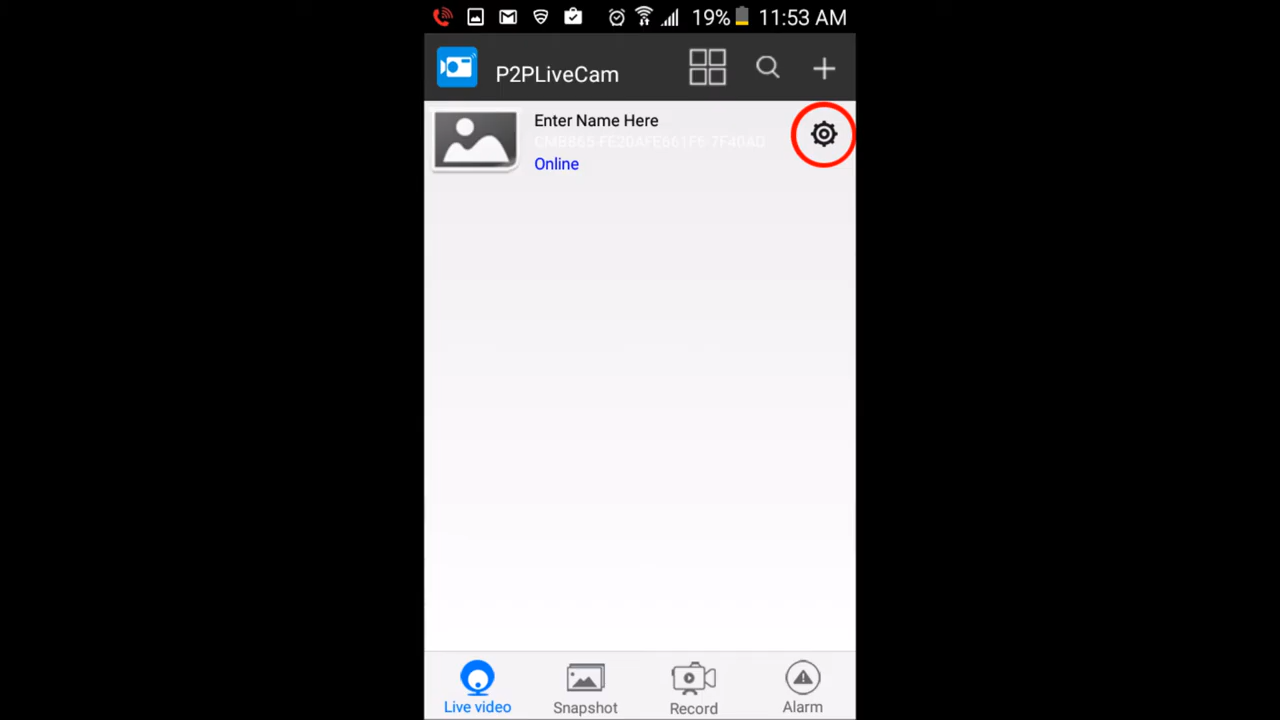 19% 11:53 AM
P2PLiveCam
Enter Name Here
Online
Live video
Snapshot
Record
Alarm